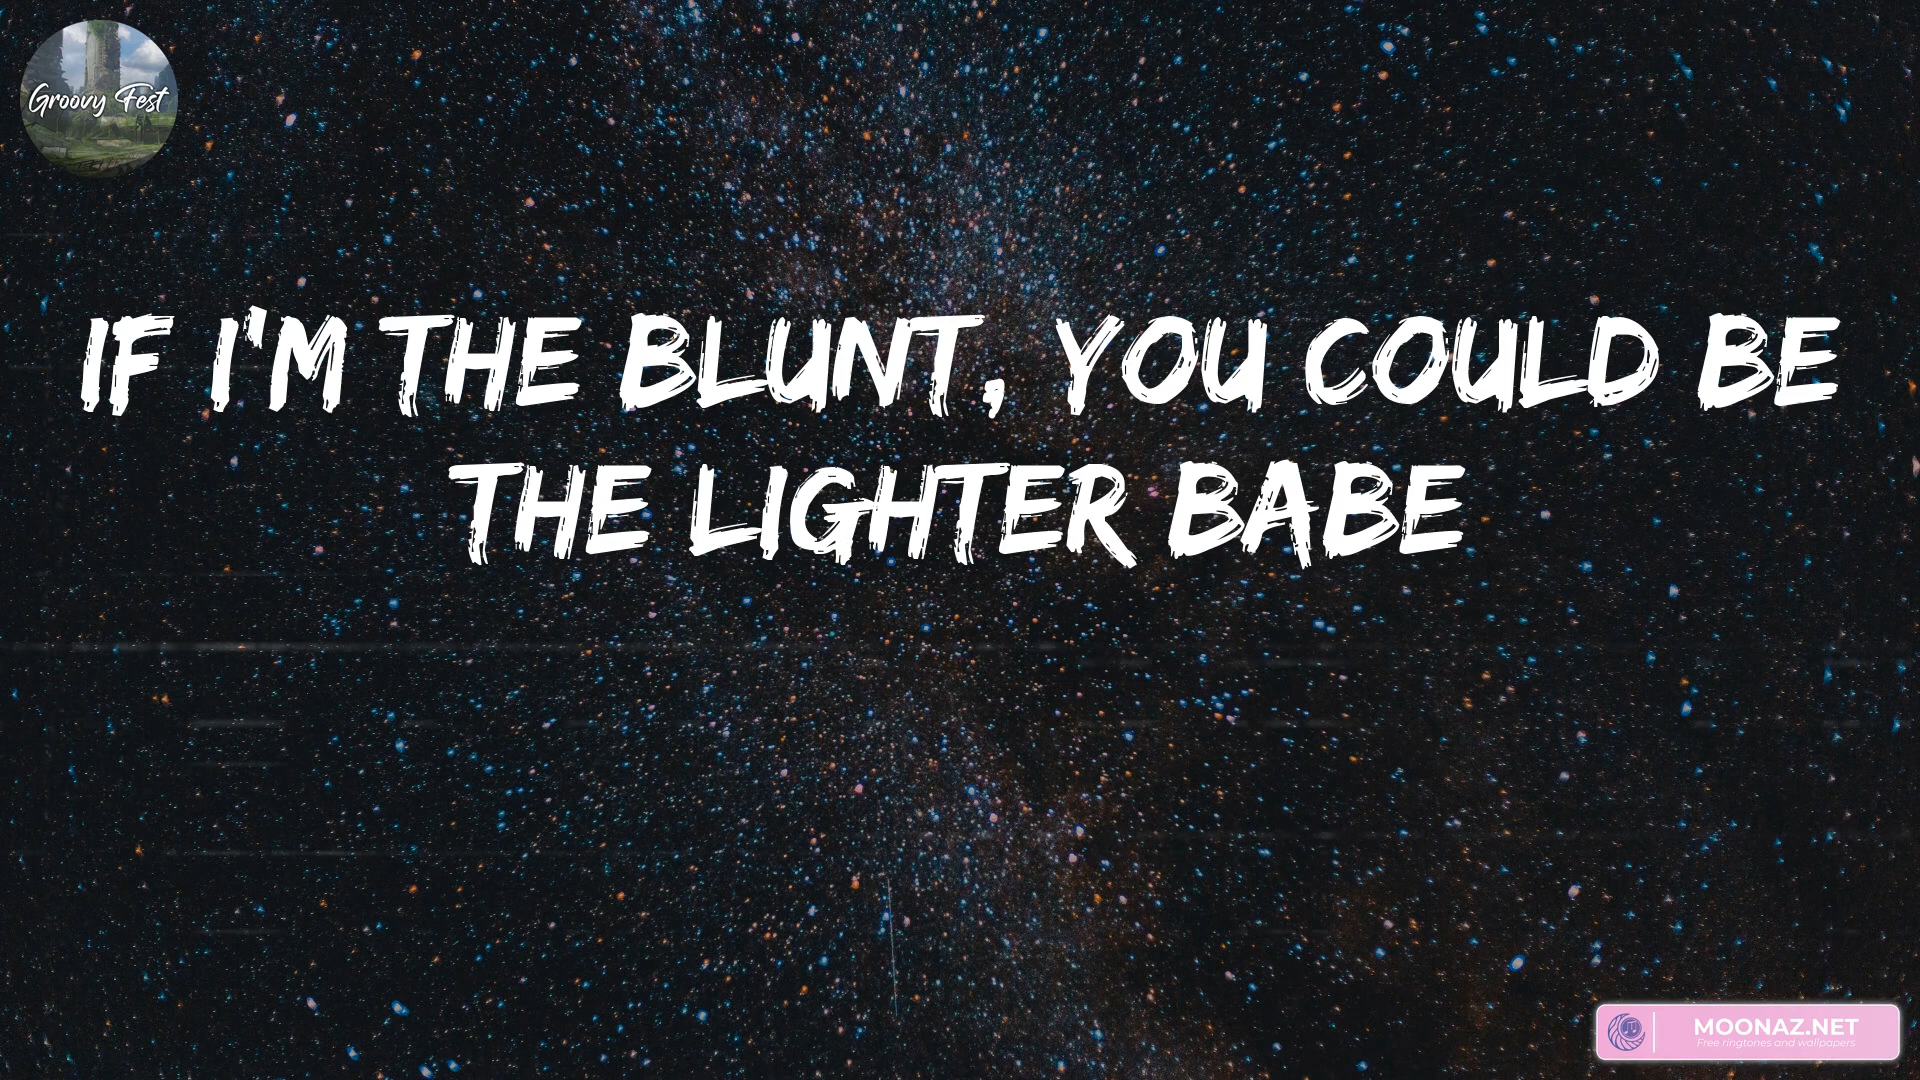 Groovy Fest
IF I'M THE BLUNT, YOU COULD BE
THE LIGHTER BABE
MOONAZ.NET
Free ringtones and wallpapers